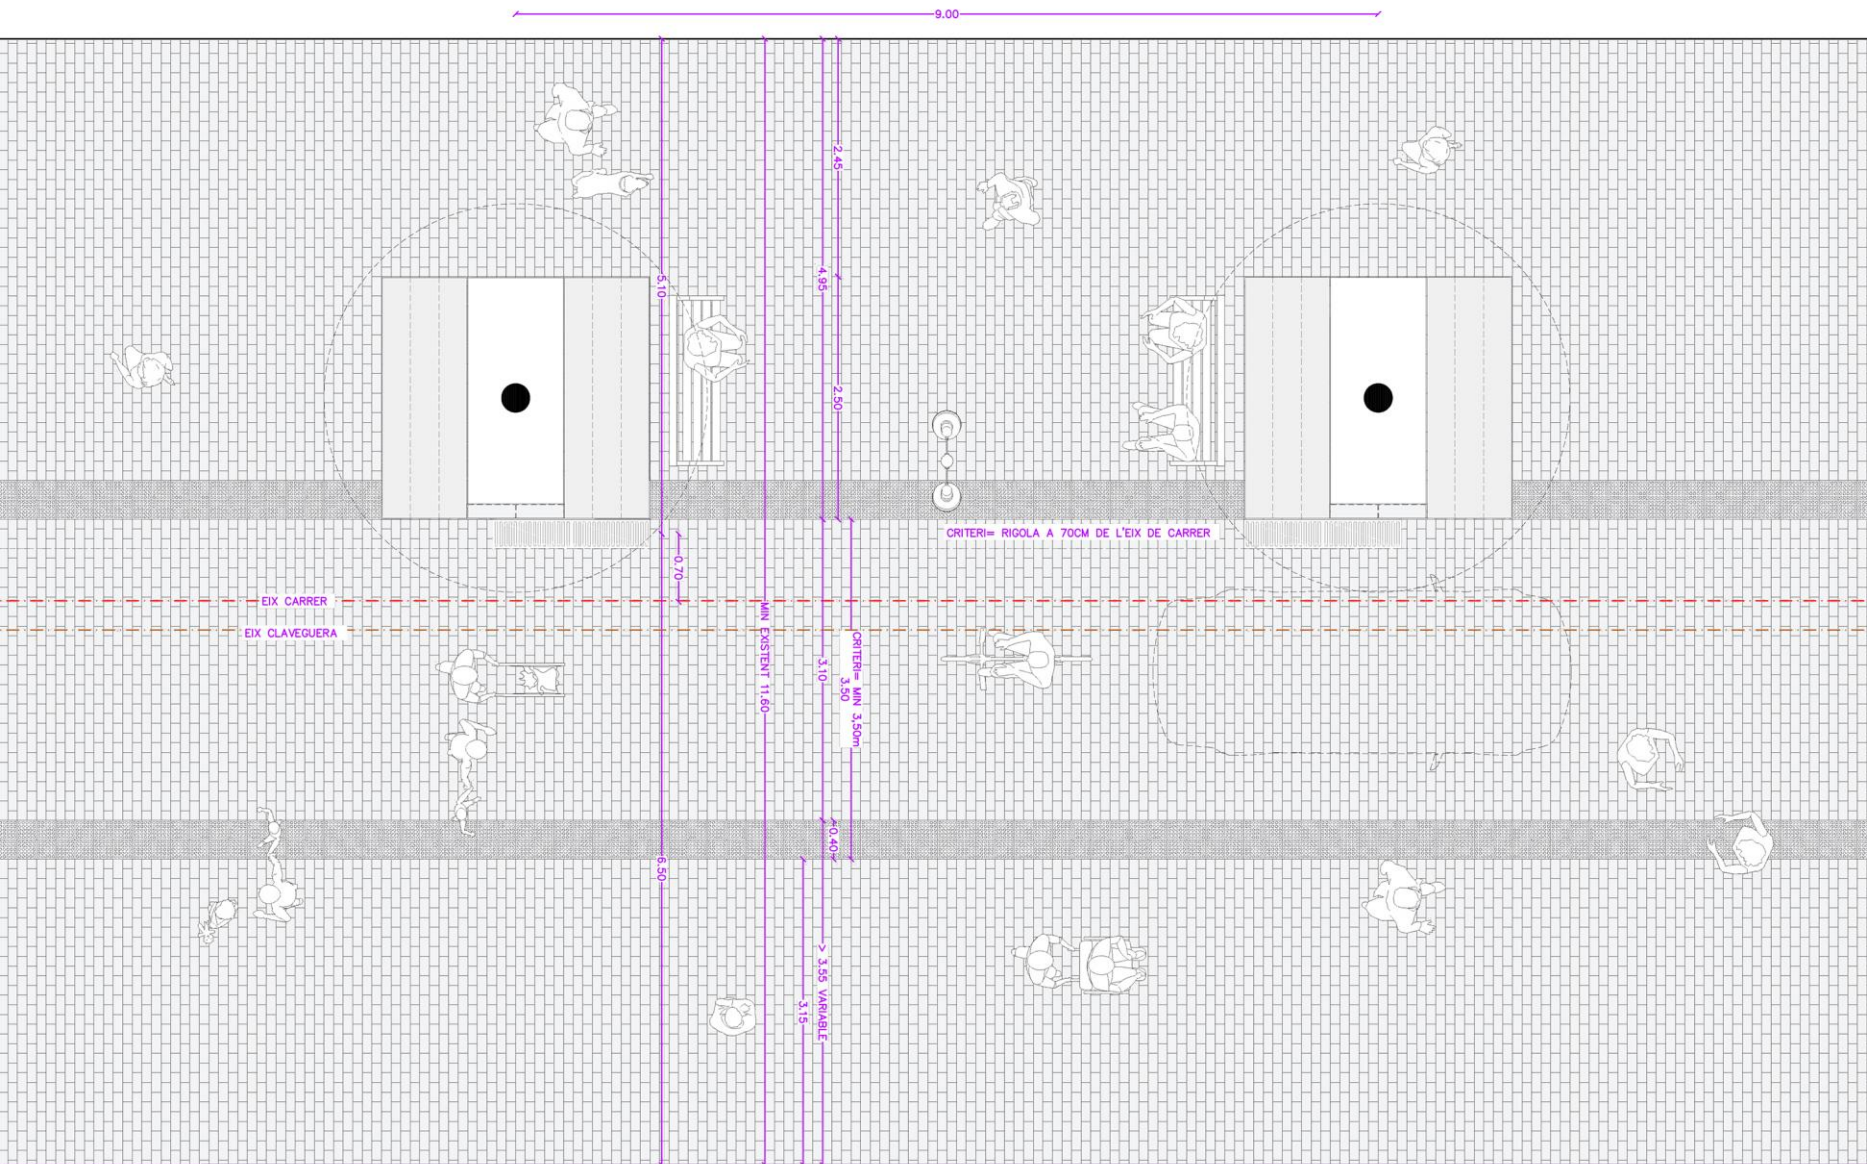 9.00
2.45
5.10
4.95
2.50
CRITERI= RIGOLA A 70CM DE L'EIX DE CARRER
0.70
EIX CARRER
EIX CLAVEGUERA
MIN EXISTENT 11.60
3.10
CRITERI= MIN 3,50m
3.50
0.40
6.50
> 3.55 VARIABLE
3.15